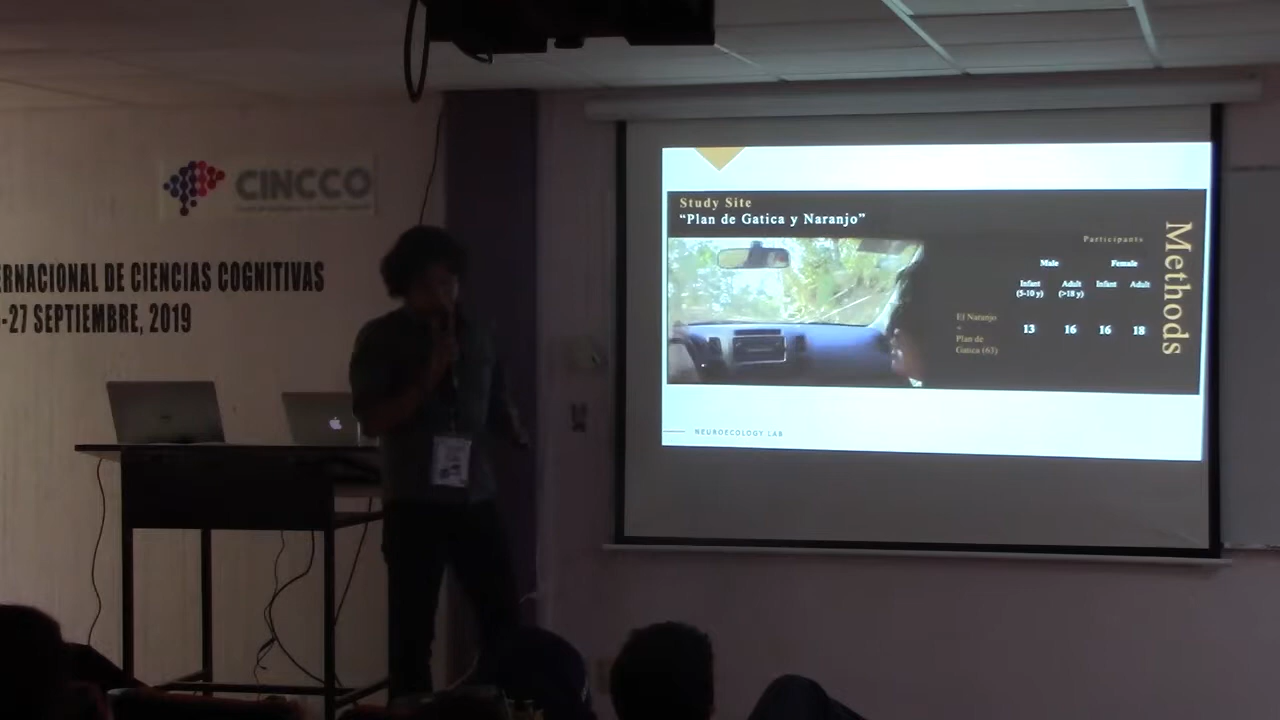 CINCCO
ERNACIONAL DE CIENCIAS COGNITIVAS
-27 SEPTIEMBRE, 2019
Study Site
“Plan de Gatica y Naranjo”
Methods
Participants
Male Female
Infant Adult Infant Adult
(5-10 y) (>18 y)
El Naranjo
+
Plan de
Gatica (63)
13 16 16 18
NEUROECOLOGY LAB